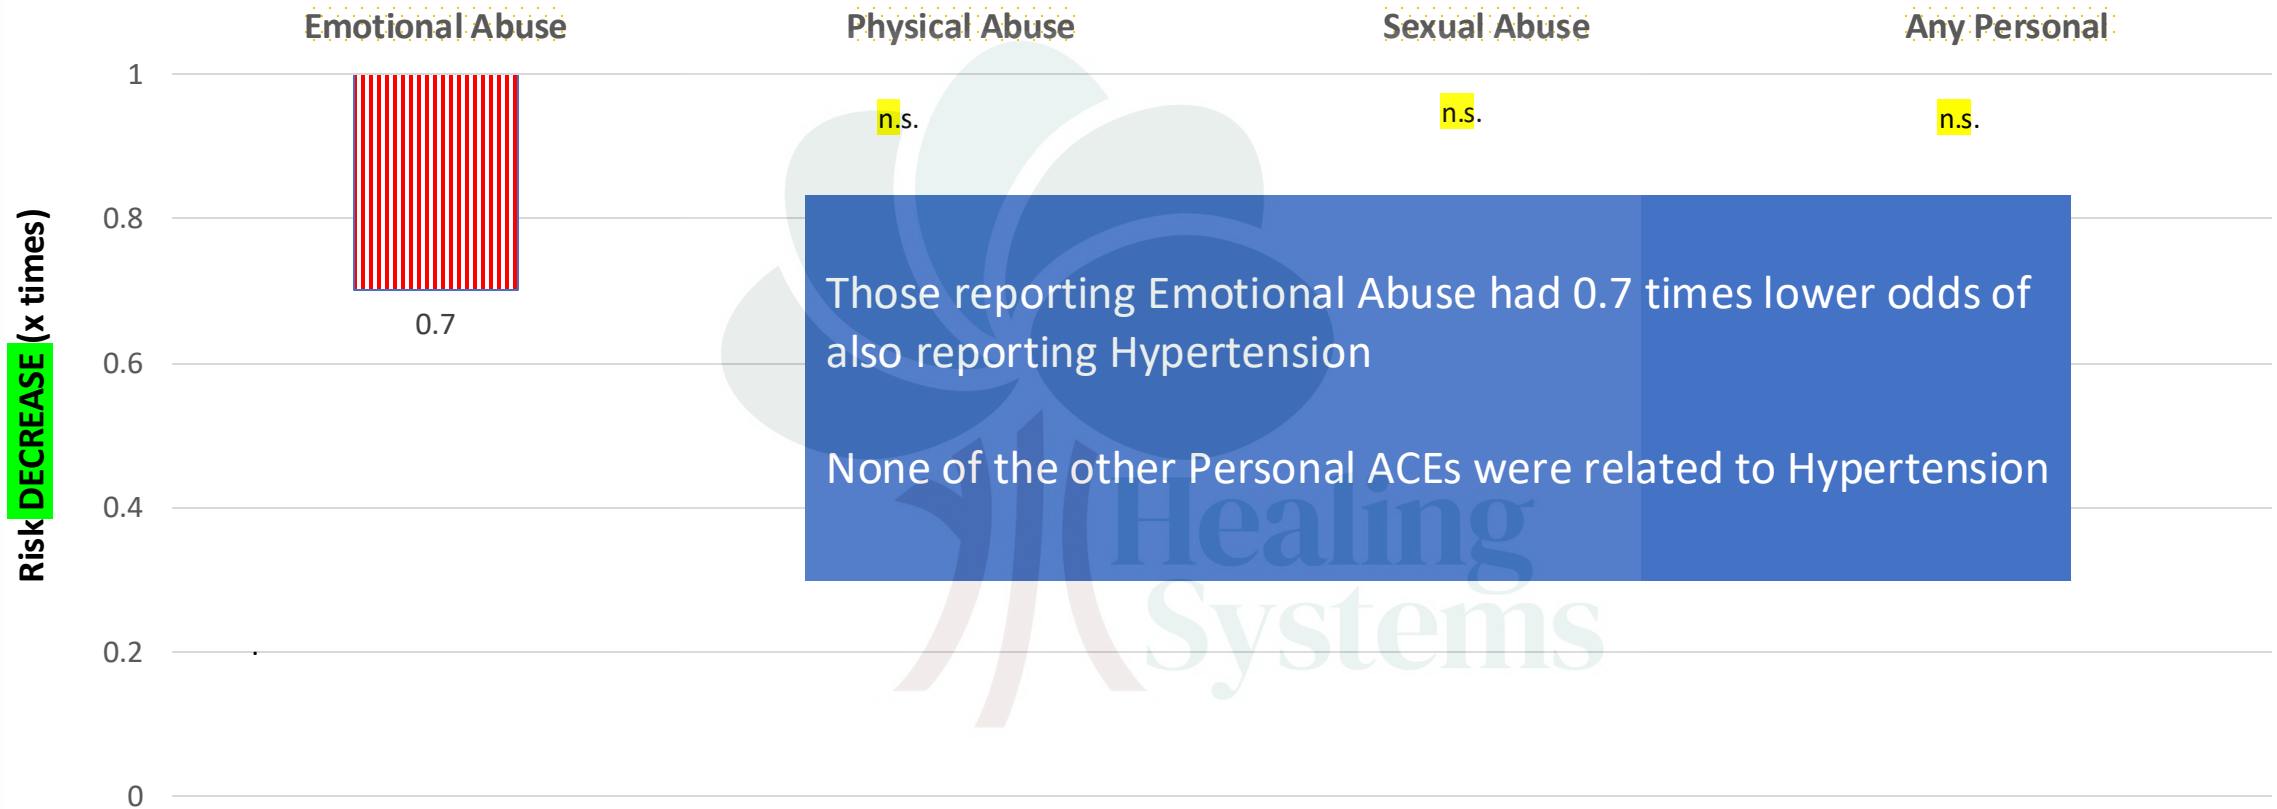 Emotional Abuse
Physical Abuse
Sexual Abuse
Any Personal
1
n.s.
n.s.
n.s.
0.8
0.7
0.6
0.4
0.2
.
0
Risk DECREASE (x times)
Those reporting Emotional Abuse had 0.7 times lower odds of
also reporting Hypertension
None of the other Personal ACEs were related to Hypertension
Healing
Systems